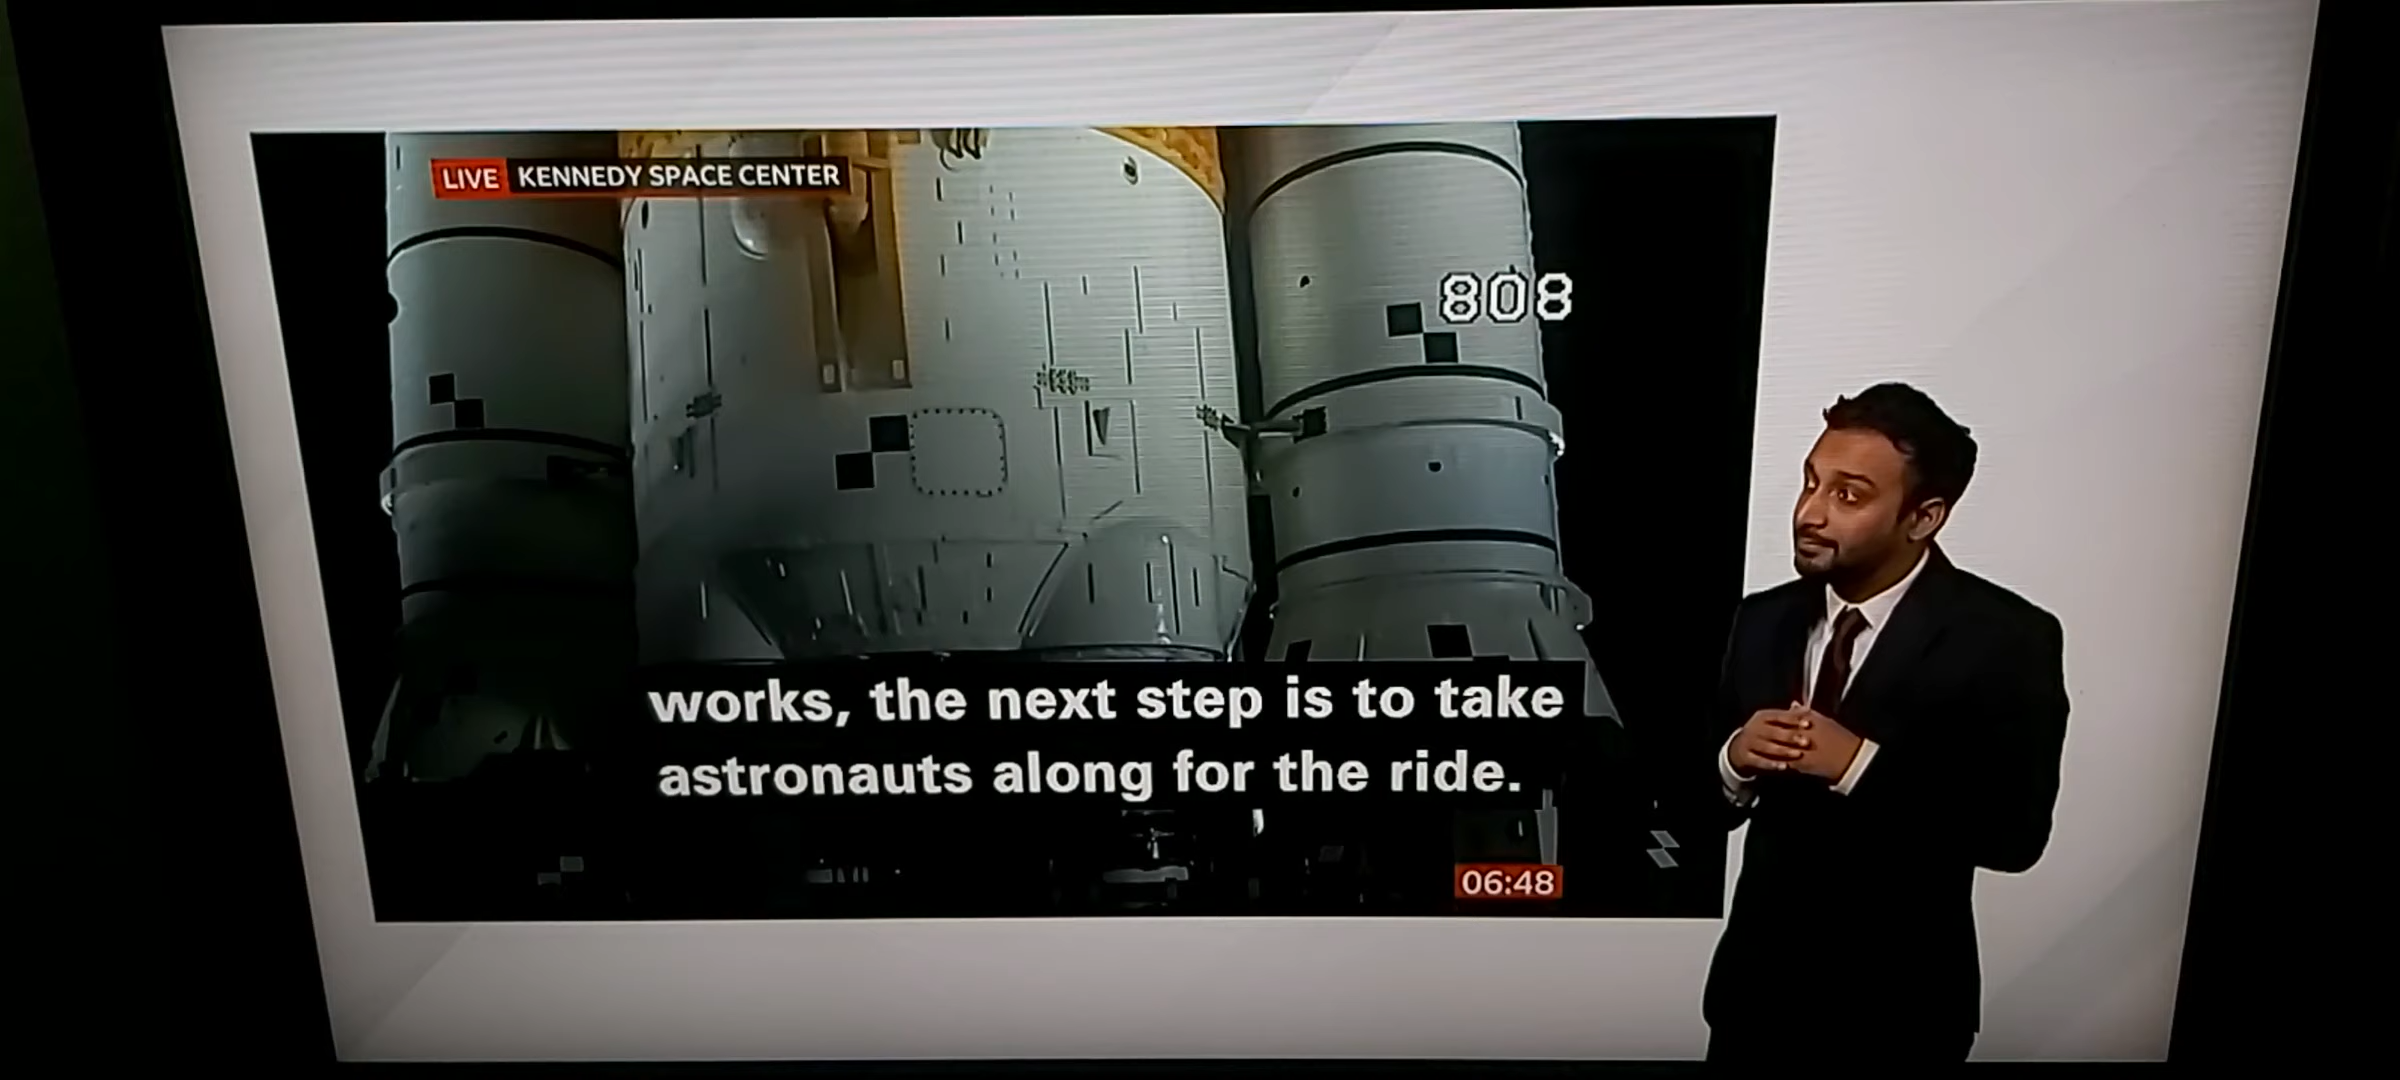 LIVE KENNEDY SPACE CENTER
808
works, the next step is to take
astronauts along for the ride.
06:48